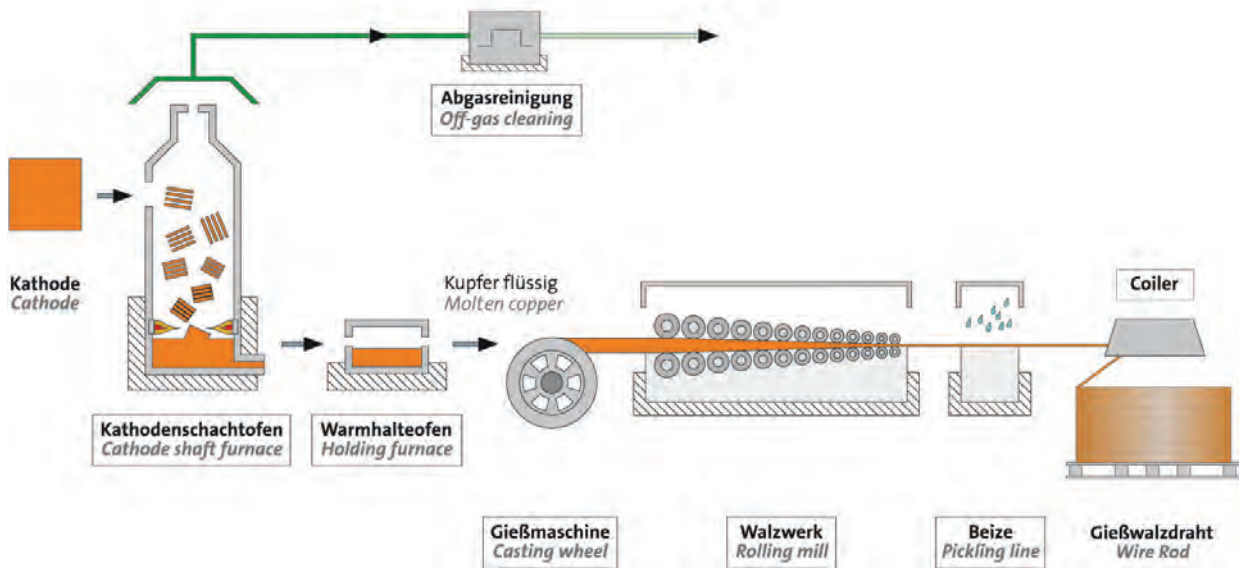 Abgasreinigung
Off-gas cleaning
Kathode
Cathode
Kupfer flüssig
Molten copper
Coiler
Kathodenschachtofen
Cathode shaft furnace
Warmhalteofen
Holding furnace
Gießmaschine
Casting wheel
Walzwerk
Rolling mill
Beize
Pickling line
Gießwalzdraht
Wire Rod